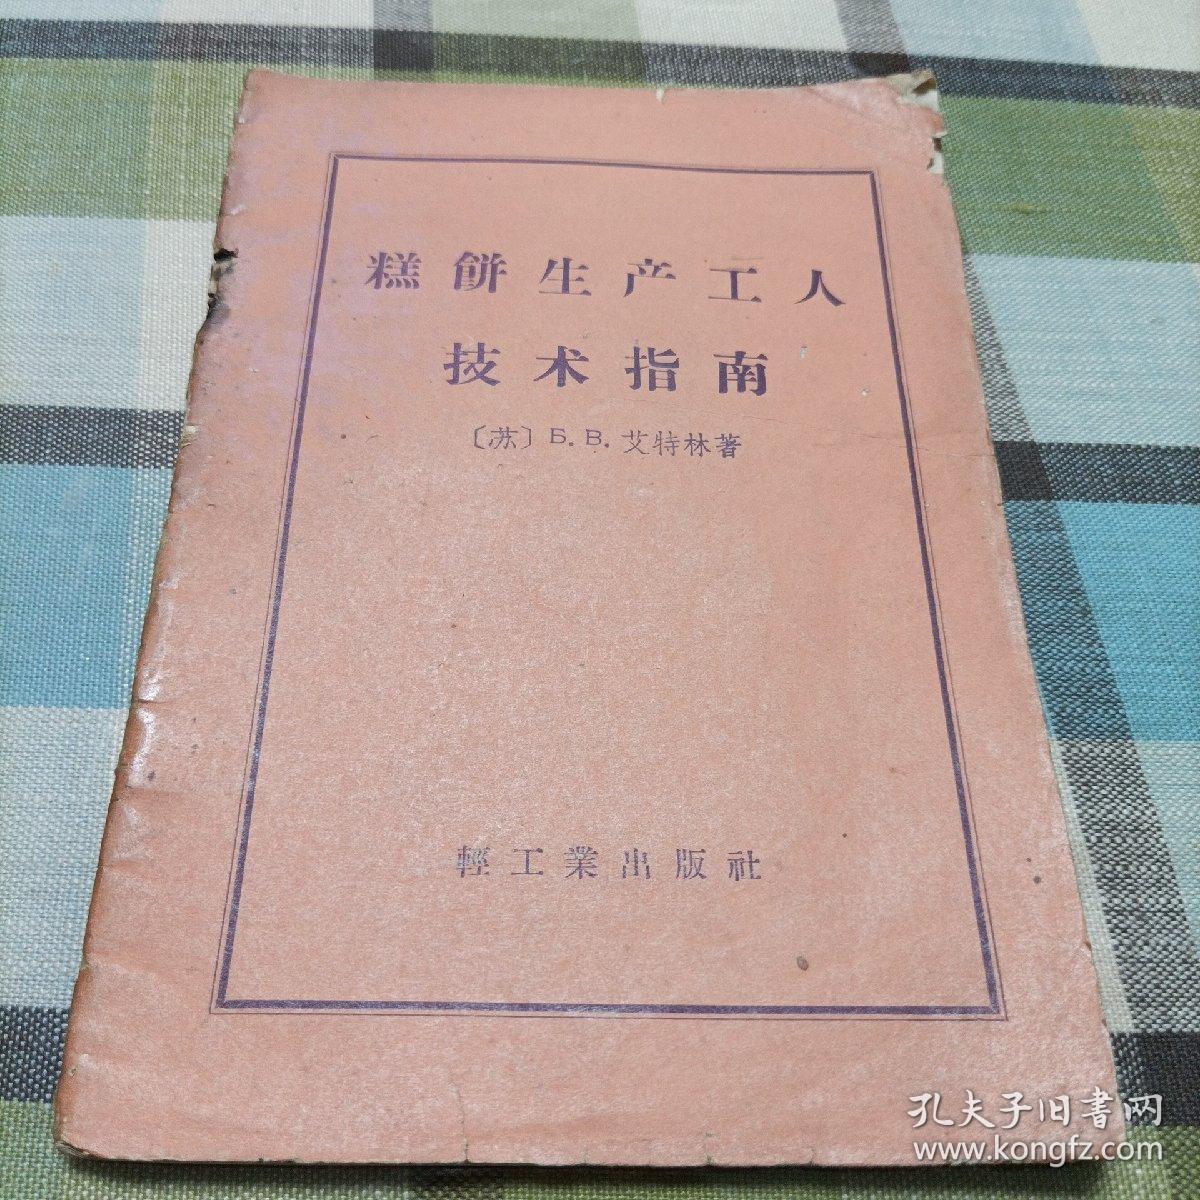 糕餅生产工人
技术指南
〔苏〕Б.В.艾特林著
輕工業出版社
孔夫子旧書网
www.kongfz.com